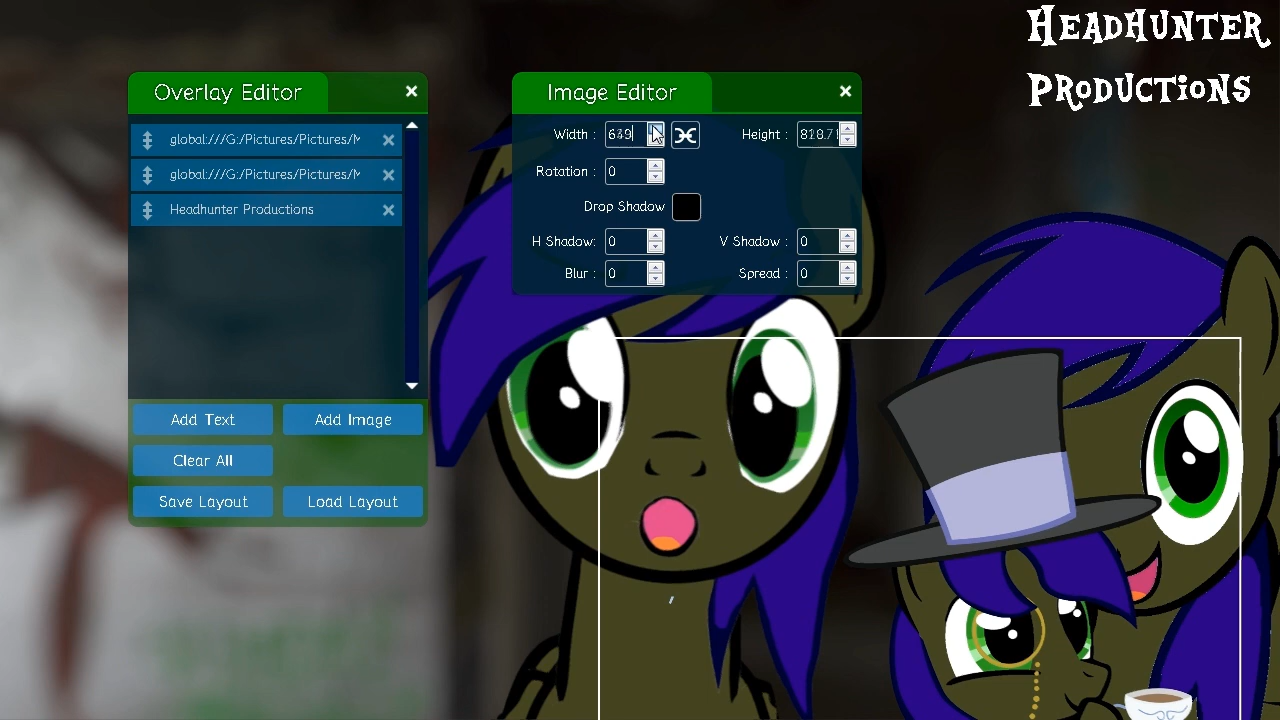 HEADHUNTER
PRODUCTIONS
Overlay Editor
global:///G:/Pictures/Pictures/M
global:///G:/Pictures/Pictures/M
Headhunter Productions
Add Text
Add Image
Clear All
Save Layout
Load Layout
Image Editor
Width :
Height :
Rotation :
0
Drop Shadow
H Shadow:
0
V Shadow :
0
Blur :
0
Spread :
0